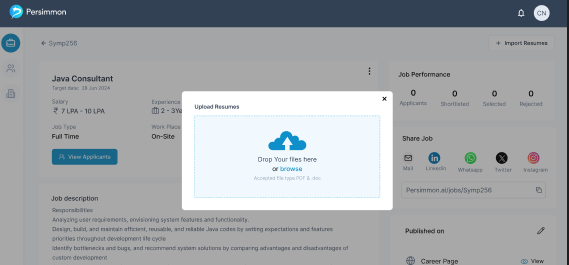 Persimmon
CN
← Symp256
+ Import Resumes
Java Consultant
Target date: 28 Jun 2024
Salary
₹ 7 LPA - 10 LPA
Experience
2 - 3Ye
Job Type
Full Time
Work Place
On-Site
View Applicants
Job description
Responsibilities
Analyzing user requirements, envisioning system features and functionality.
Design, build, and maintain efficient, reusable, and reliable Java codes by setting expectations and features
priorities throughout development life cycle
Identify bottlenecks and bugs, and recommend system solutions by comparing advantages and disadvantages of
custom development
Upload Resumes
Drop Your files here
or browse
Accepted file type PDF & .doc
Job Performance
0 0 0 0
Applicants Shortlisted Selected Rejected
Share Job
Mail LinkedIn Whatsapp Twitter Instagram
Persimmon.ai/jobs/Symp256
Published on
Career Page
View